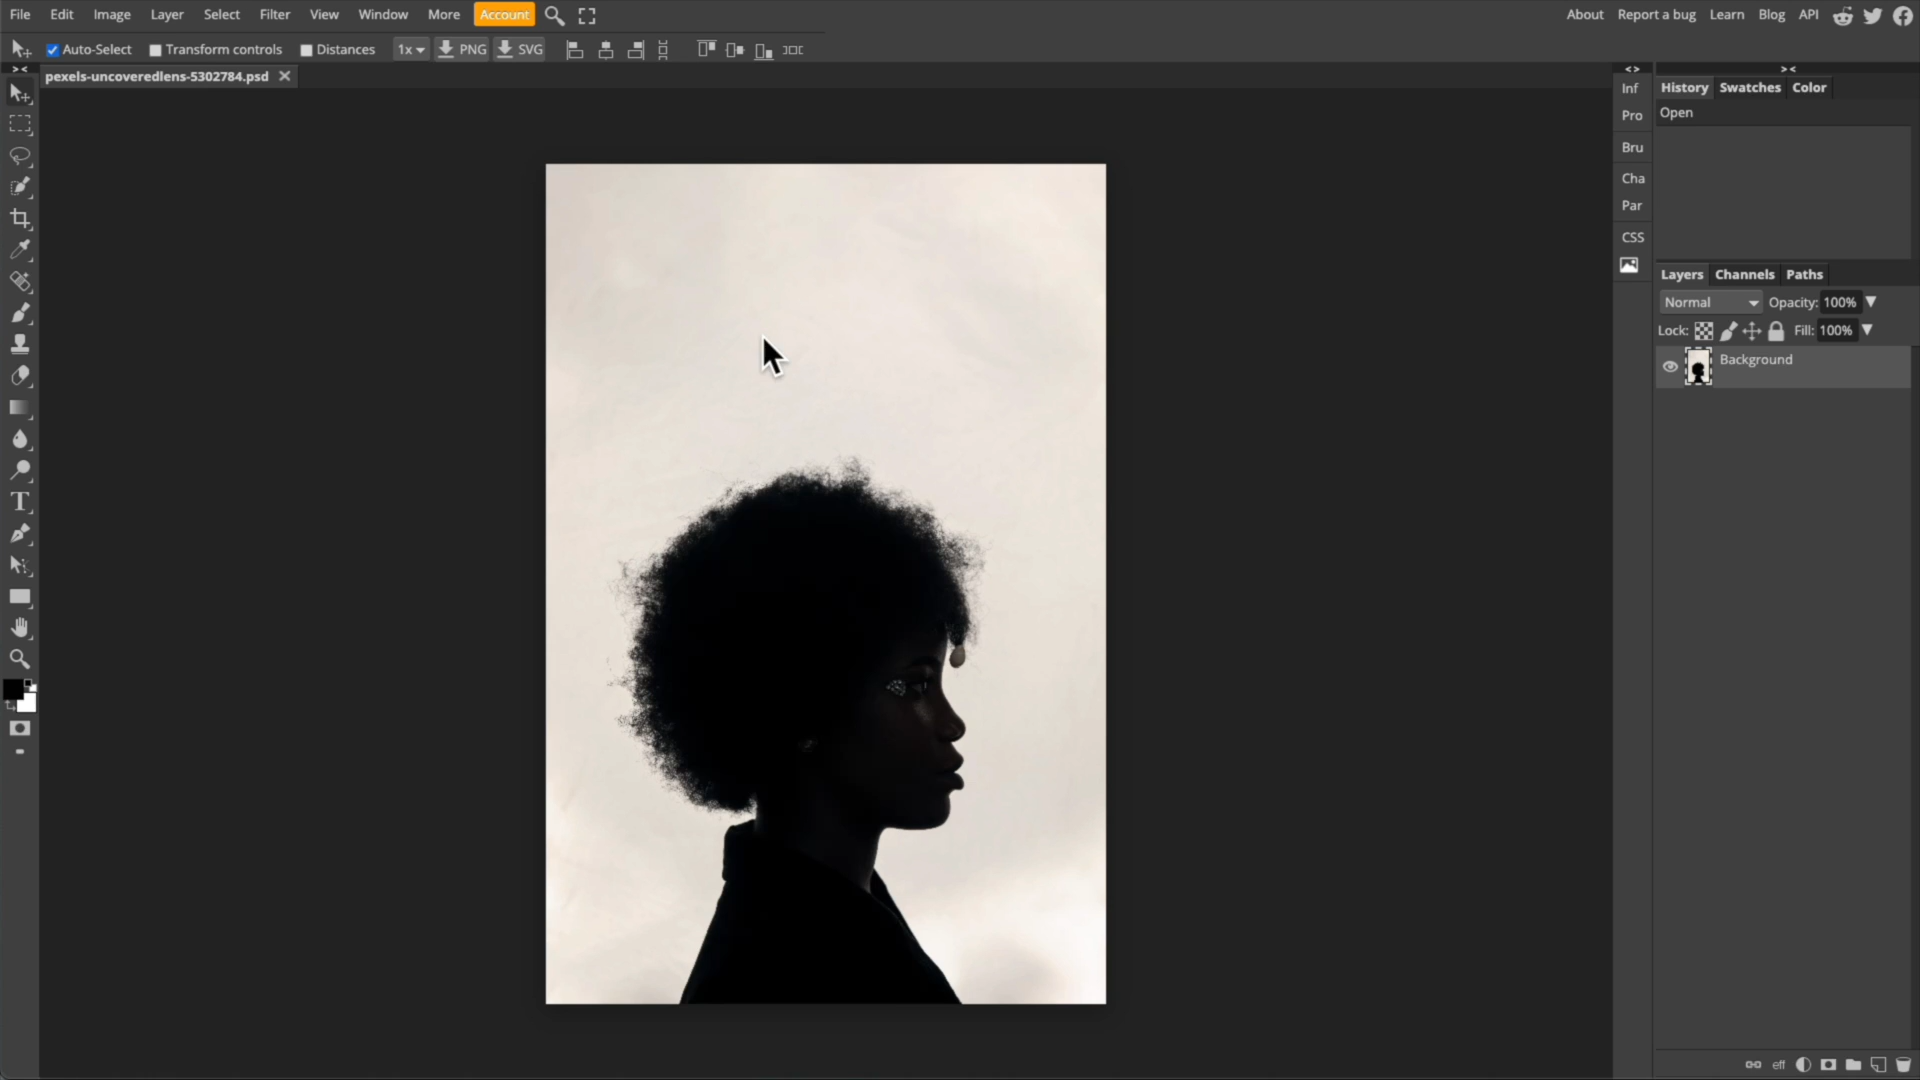 File Edit Image Layer Select Filter View Window More Account About Report a bug Learn Blog API
Auto-Select Transform controls Distances 1x PNG SVG
pexels-uncoveredlens-5302784.psd
Inf
Pro
Bru
Cha
Par
CSS
History Swatches Color
Open
Layers Channels Paths
Normal Opacity: 100%
Lock: Fill: 100%
Background
eff